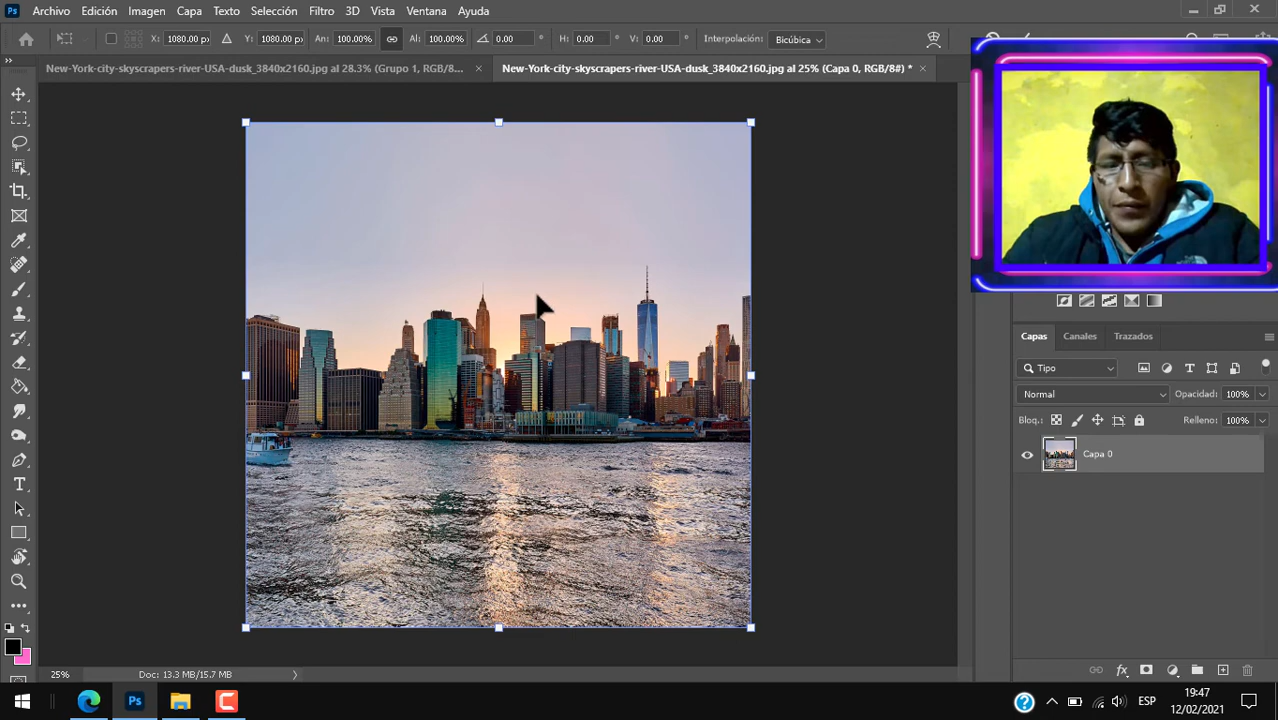 Ps Archivo Edición Imagen Capa Texto Selección Filtro 3D Vista Ventana Ayuda
X: 1080.00 px Y: 1080.00 px An: 100.00% Al: 100.00% 0.00 ° H: 0.00 ° V: 0.00 ° Interpolación: Bicúbica
New-York-city-skyscrapers-river-USA-dusk_3840x2160.jpg al 28.3% (Grupo 1, RGB/8... × New-York-city-skyscrapers-river-USA-dusk_3840x2160.jpg al 25% (Capa 0, RGB/8#) * ×
Capas Canales Trazados
Tipo
Normal Opacidad: 100%
Bloq.: Relleno: 100%
Capa 0
25% Doc: 13.3 MB/15.7 MB
Ps ESP 19:47
12/02/2021